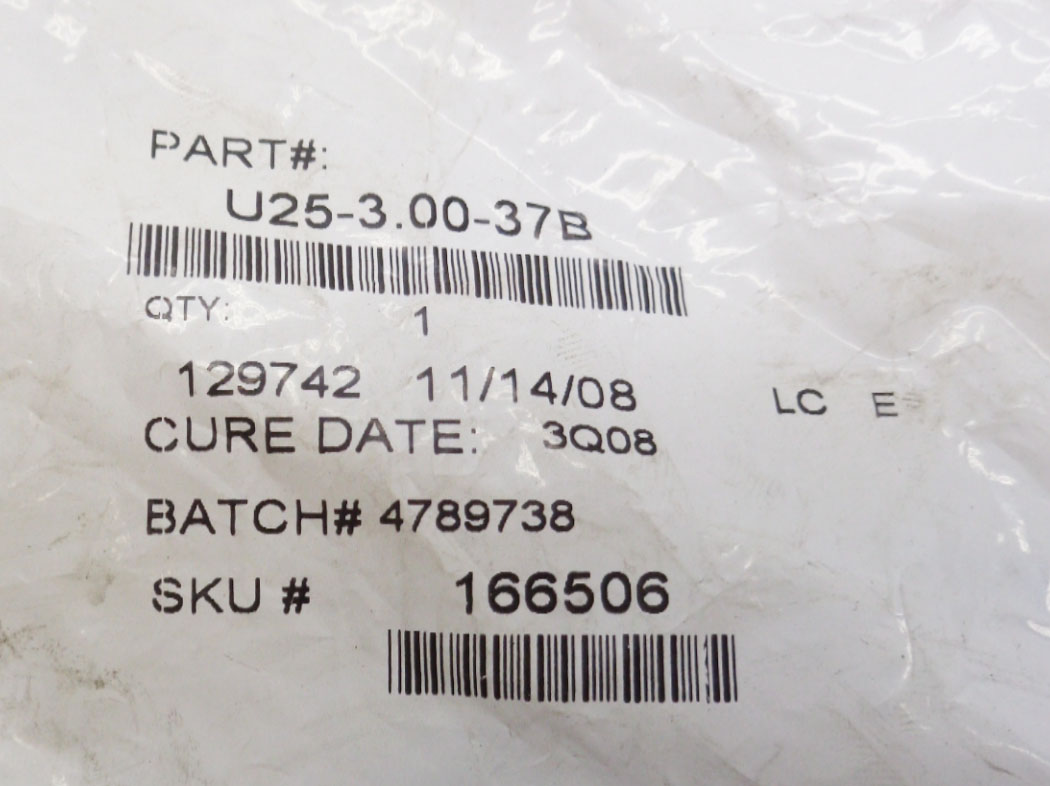 PART#:
U25-3.00-37B
QTY: 1
129742 11/14/08 LC E
CURE DATE: 3Q08
BATCH# 4789738
SKU # 166506